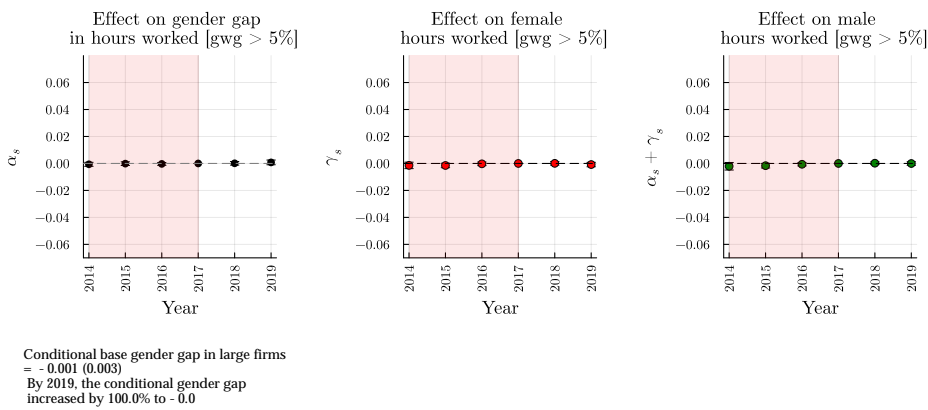 Effect on gender gap
in hours worked [gwg > 5%]
αₛ
0.06
0.04
0.02
0.00
−0.02
−0.04
−0.06
2014
2015
2016
2017
2018
2019
Year
Effect on female
hours worked [gwg > 5%]
γₛ
0.06
0.04
0.02
0.00
−0.02
−0.04
−0.06
2014
2015
2016
2017
2018
2019
Year
Effect on male
hours worked [gwg > 5%]
αₛ + γₛ
0.06
0.04
0.02
0.00
−0.02
−0.04
−0.06
2014
2015
2016
2017
2018
2019
Year
Conditional base gender gap in large firms
= - 0.001 (0.003)
By 2019, the conditional gender gap
increased by 100.0% to - 0.0